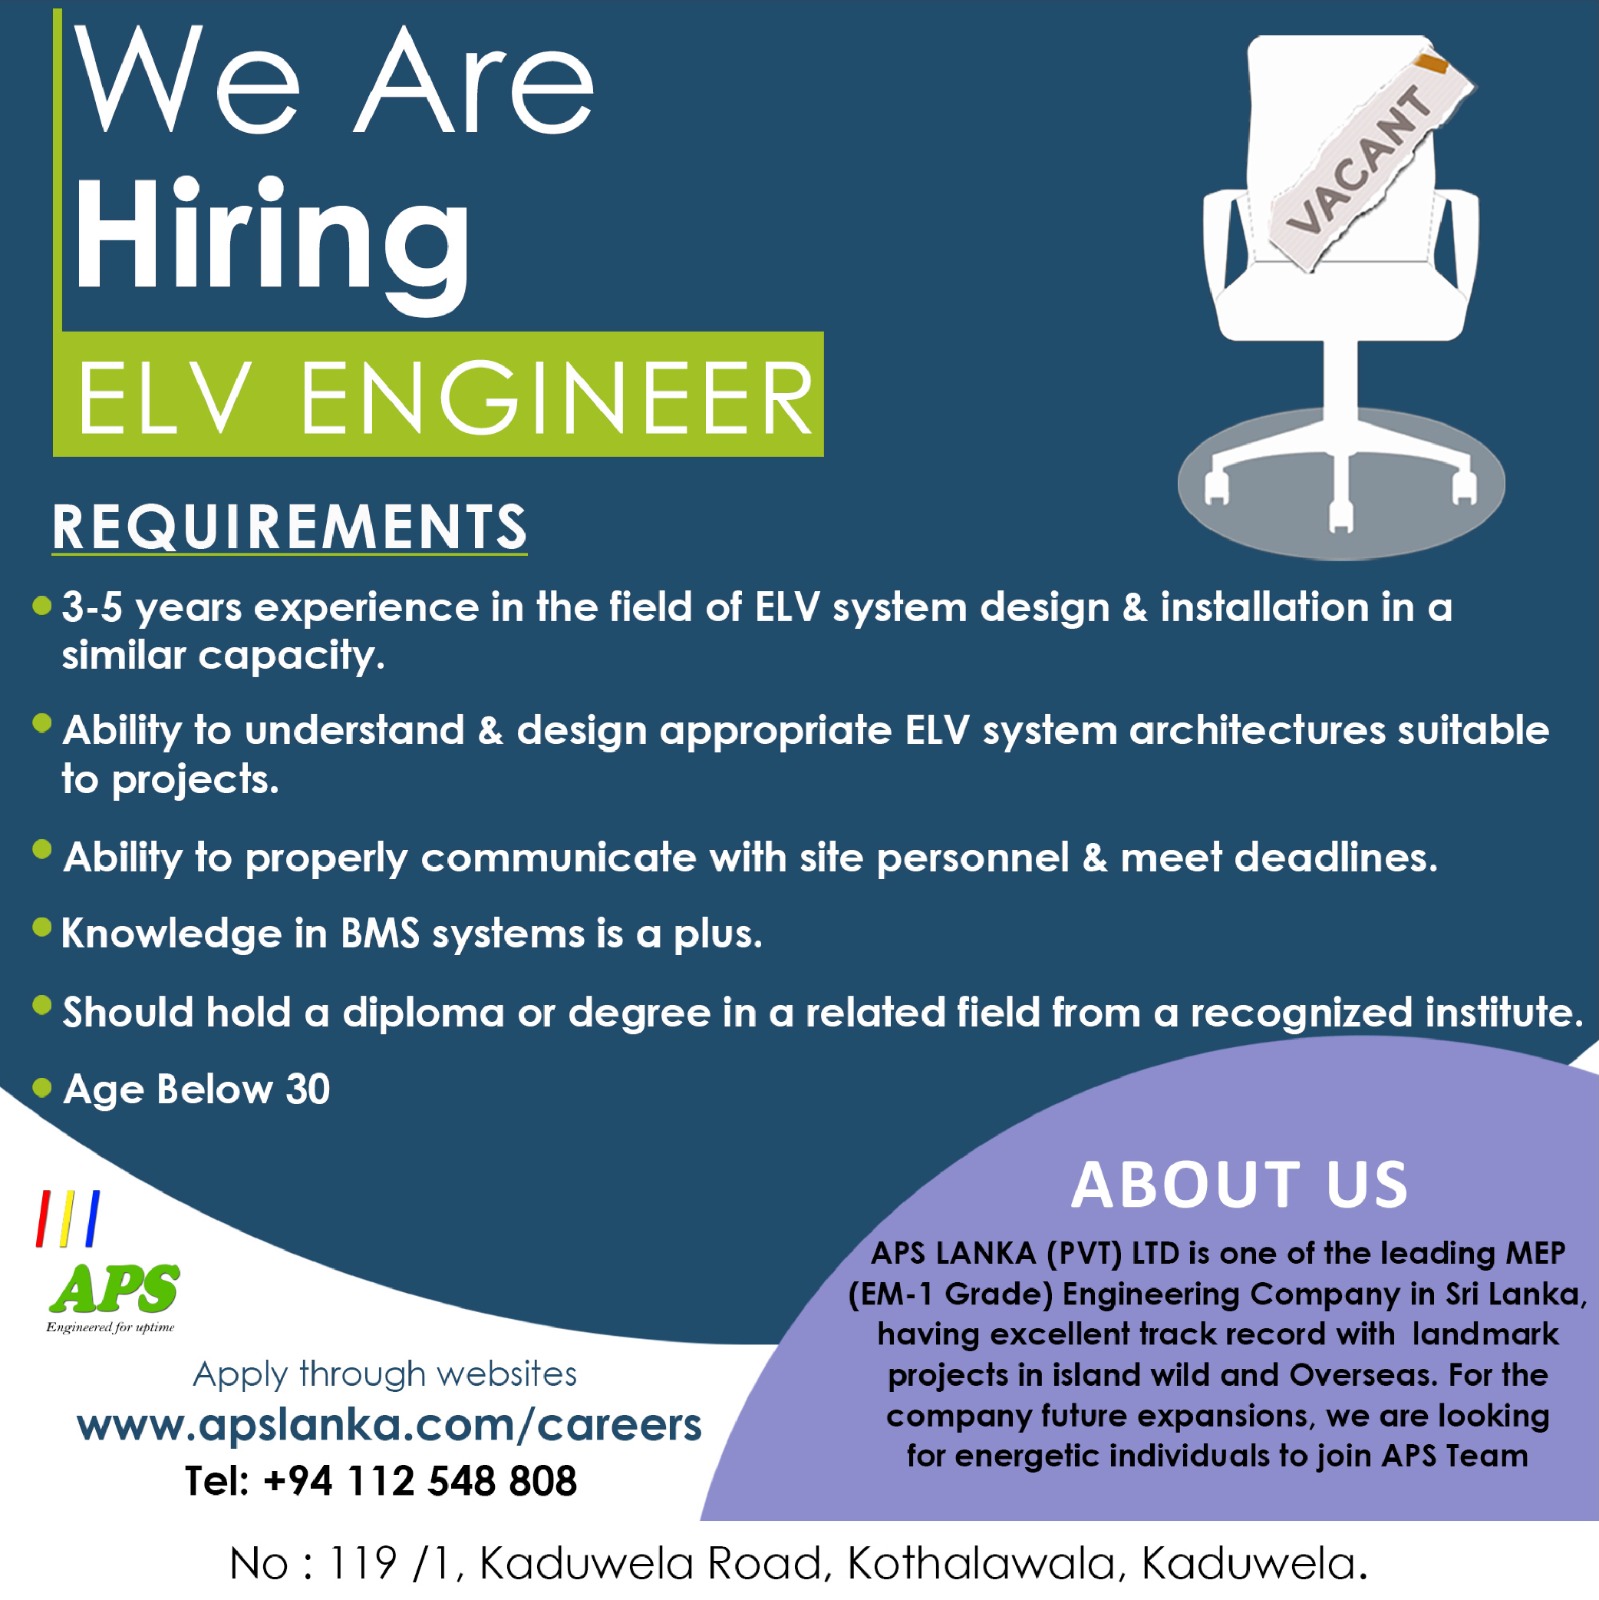 We Are
Hiring
ELV ENGINEER
VACANT
REQUIREMENTS
3-5 years experience in the field of ELV system design & installation in a
similar capacity.
Ability to understand & design appropriate ELV system architectures suitable
to projects.
Ability to properly communicate with site personnel & meet deadlines.
Knowledge in BMS systems is a plus.
Should hold a diploma or degree in a related field from a recognized institute.
Age Below 30
APS
Engineered for uptime
Apply through websites
www.apslanka.com/careers
Tel: +94 112 548 808
ABOUT US
APS LANKA (PVT) LTD is one of the leading MEP
(EM-1 Grade) Engineering Company in Sri Lanka,
having excellent track record with landmark
projects in island wild and Overseas. For the
company future expansions, we are looking
for energetic individuals to join APS Team
No : 119 /1, Kaduwela Road, Kothalawala, Kaduwela.